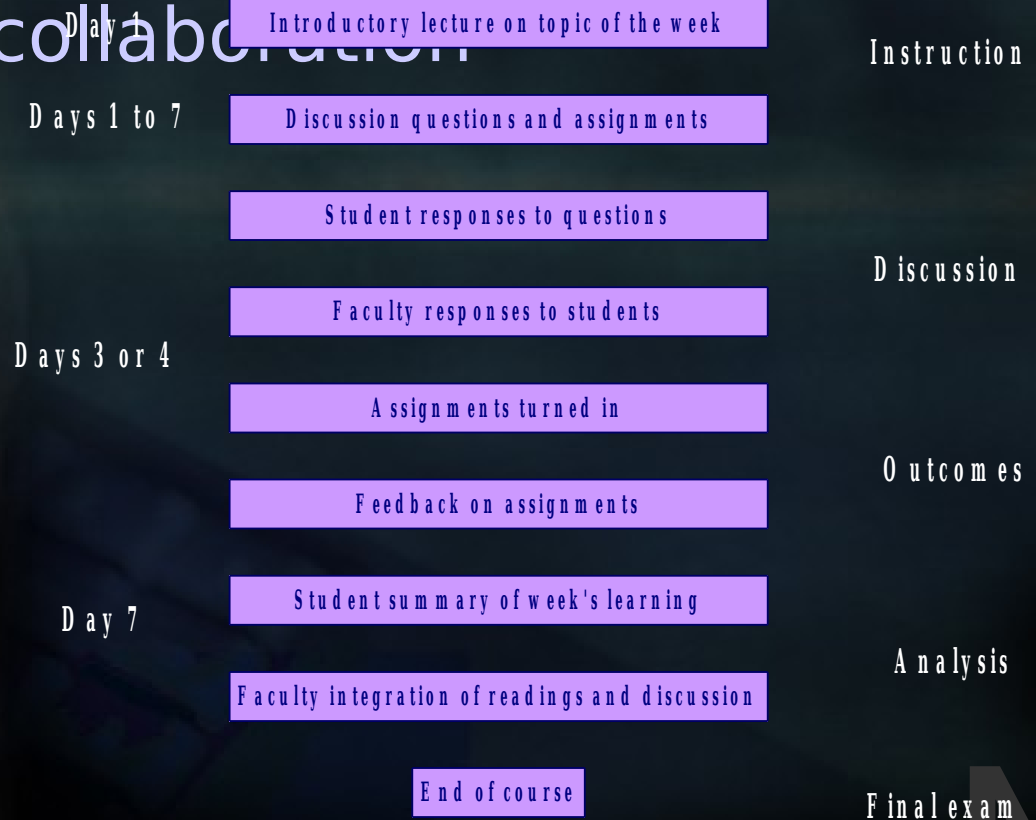 collaboration
Day 1
Introductory lecture on topic of the week
Instruction
Days 1 to 7
Discussion questions and assignments
Student responses to questions
Discussion
Faculty responses to students
Days 3 or 4
Assignments turned in
Outcomes
Feedback on assignments
Student summary of week's learning
Day 7
Analysis
Faculty integration of readings and discussion
End of course
Final exam